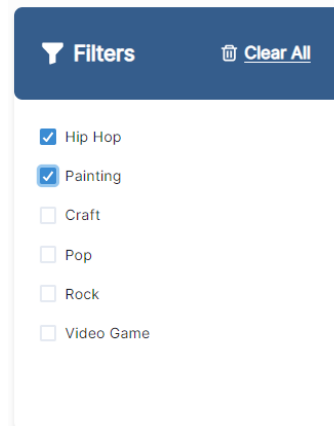 Filters Clear All
Hip Hop
Painting
Craft
Pop
Rock
Video Game